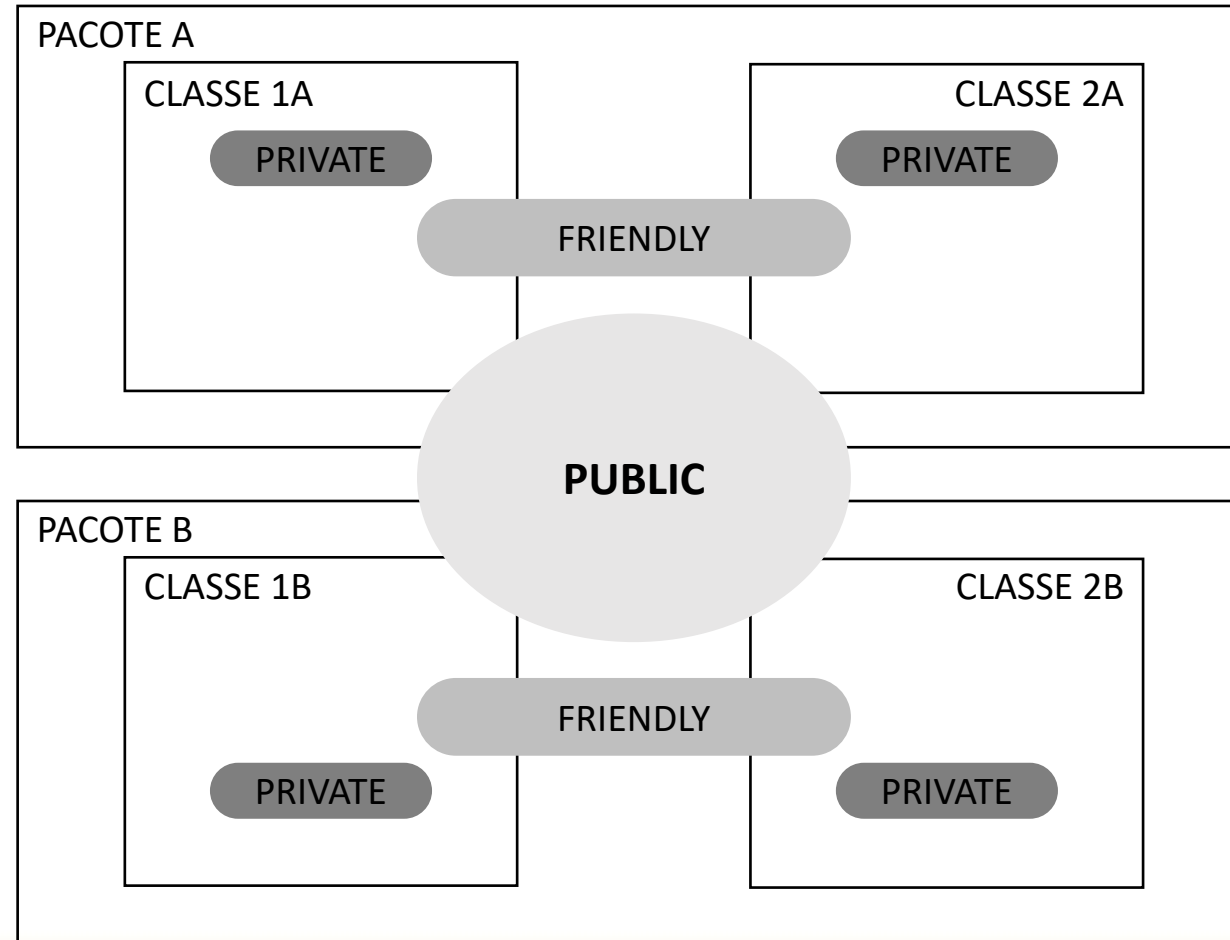 PACOTE A
CLASSE 1A
CLASSE 2A
PRIVATE
PRIVATE
FRIENDLY
PUBLIC
PACOTE B
CLASSE 1B
CLASSE 2B
FRIENDLY
PRIVATE
PRIVATE